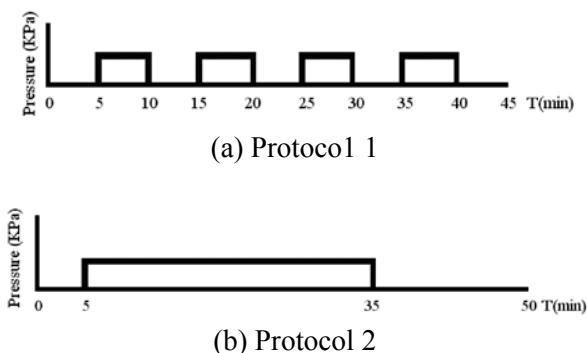 Pressure (KPa)
0 5 10 15 20 25 30 35 40 45 T(min)
(a) Protoco1 1
Pressure (KPa)
0 5 35 50 T(min)
(b) Protocol 2